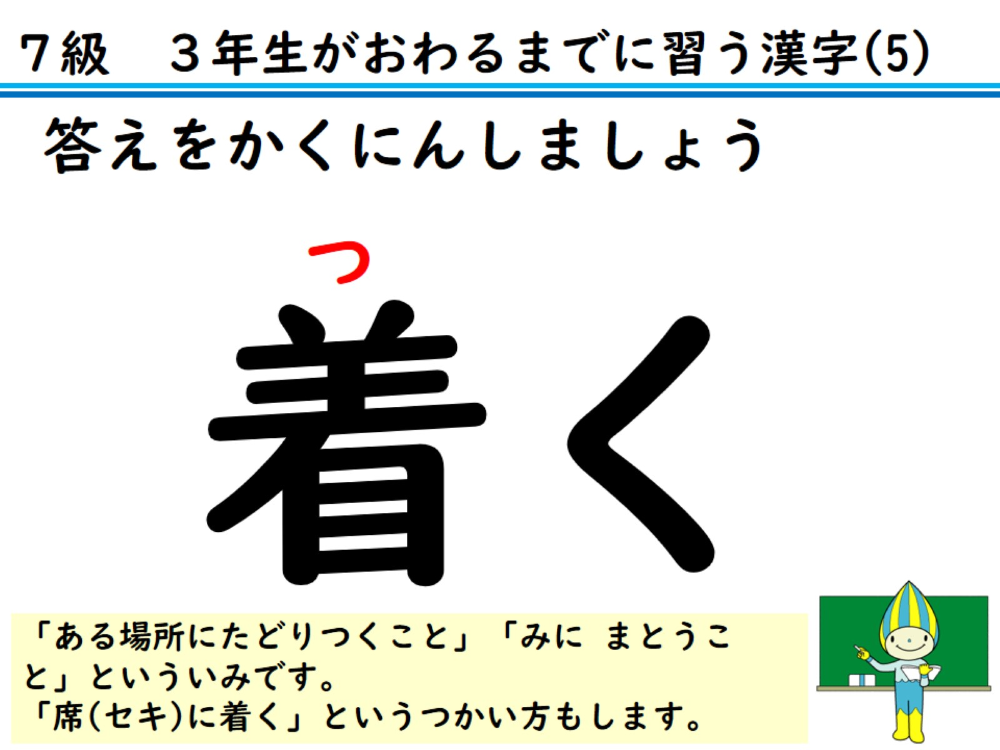 ７級　３年生がおわるまでに習う漢字(5)
答えをかくにんしましょう
つ
着く
「ある場所にたどりつくこと」「みに まとうこ
と」といういみです。
「席(セキ)に着く」というつかい方もします。